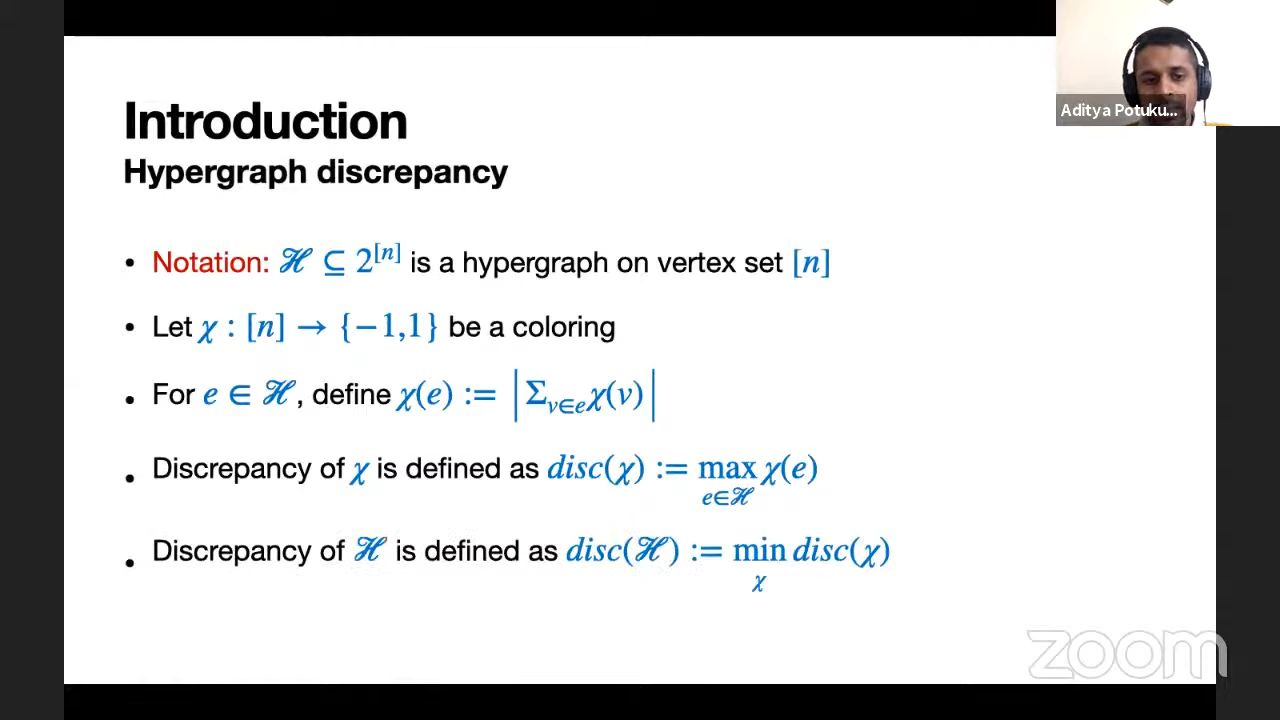 Introduction
Hypergraph discrepancy
Aditya Potuku...
• Notation: ℋ ⊆ 2^[n] is a hypergraph on vertex set [n]
• Let χ : [n] → {−1,1} be a coloring
• For e ∈ ℋ, define χ(e) := |Σ_{v∈e} χ(v)|
• Discrepancy of χ is defined as disc(χ) := max_{e∈ℋ} χ(e)
• Discrepancy of ℋ is defined as disc(ℋ) := min_χ disc(χ)
zoom